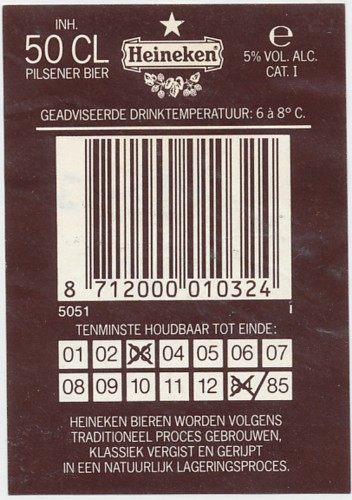 INH.
50 CL
PILSENER BIER
Heineken
e
5% VOL. ALC.
CAT. I
GEADVISEERDE DRINKTEMPERATUUR: 6 à 8° C.
8 712000 010324
5051 i
TENMINSTE HOUDBAAR TOT EINDE:
01 02 03 04 05 06 07
08 09 10 11 12 84/85
HEINEKEN BIEREN WORDEN VOLGENS
TRADITIONEEL PROCES GEBROUWEN,
KLASSIEK VERGIST EN GERIJPT
IN EEN NATUURLIJK LAGERINGSPROCES.